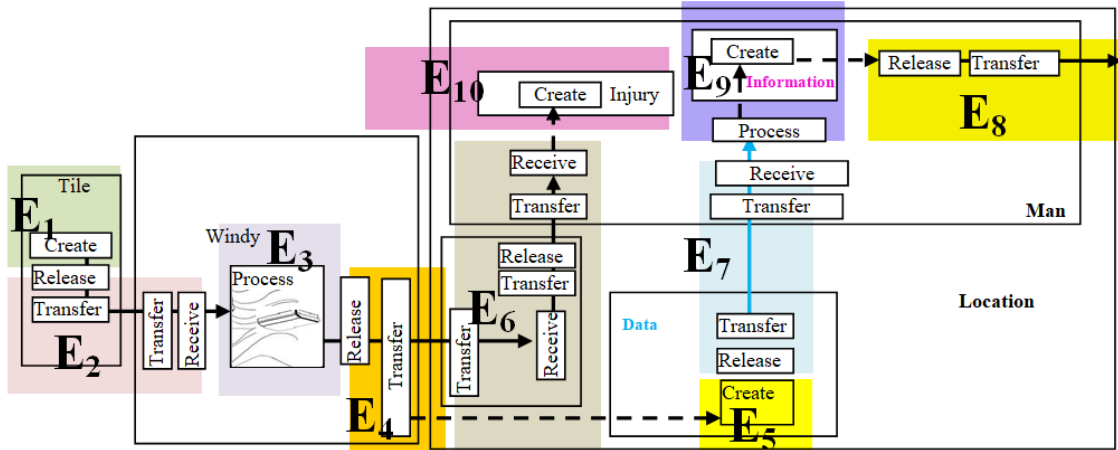 Create
E9
Information
Process
Receive
Transfer
Release
Transfer
E8
E10
Create
Injury
Receive
Transfer
Man
Tile
E1
Create
Release
Transfer
E2
Transfer
Receive
Windy
E3
Process
Release
Transfer
E4
Release
Transfer
E6
Transfer
Receive
E7
Location
Data
Transfer
Release
Create
E5